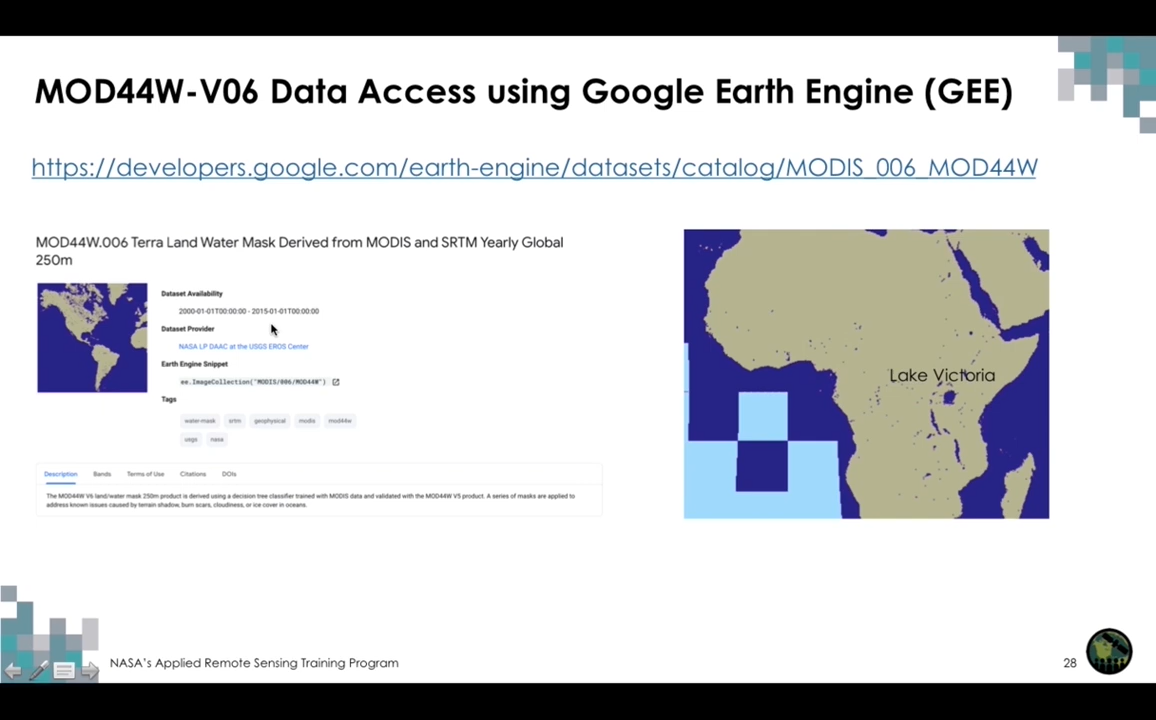 MOD44W-V06 Data Access using Google Earth Engine (GEE)
https://developers.google.com/earth-engine/datasets/catalog/MODIS_006_MOD44W
MOD44W.006 Terra Land Water Mask Derived from MODIS and SRTM Yearly Global
250m
Dataset Availability
2000-01-01T00:00:00 - 2015-01-01T00:00:00
Dataset Provider
NASA LP DAAC at the USGS EROS Center
Earth Engine Snippet
ee.ImageCollection("MODIS/006/MOD44W")
Tags
water-mask srtm geophysical modis mod44w
usgs nasa
Description Bands Terms of Use Citations DOIs
The MOD44W V6 land/water mask 250m product is derived using a decision tree classifier trained with MODIS data and validated with the MOD44W V5 product. A series of masks are applied to
address known issues caused by terrain shadow, burn scars, cloudiness, or ice cover in oceans.
Lake Victoria
NASA's Applied Remote Sensing Training Program
28